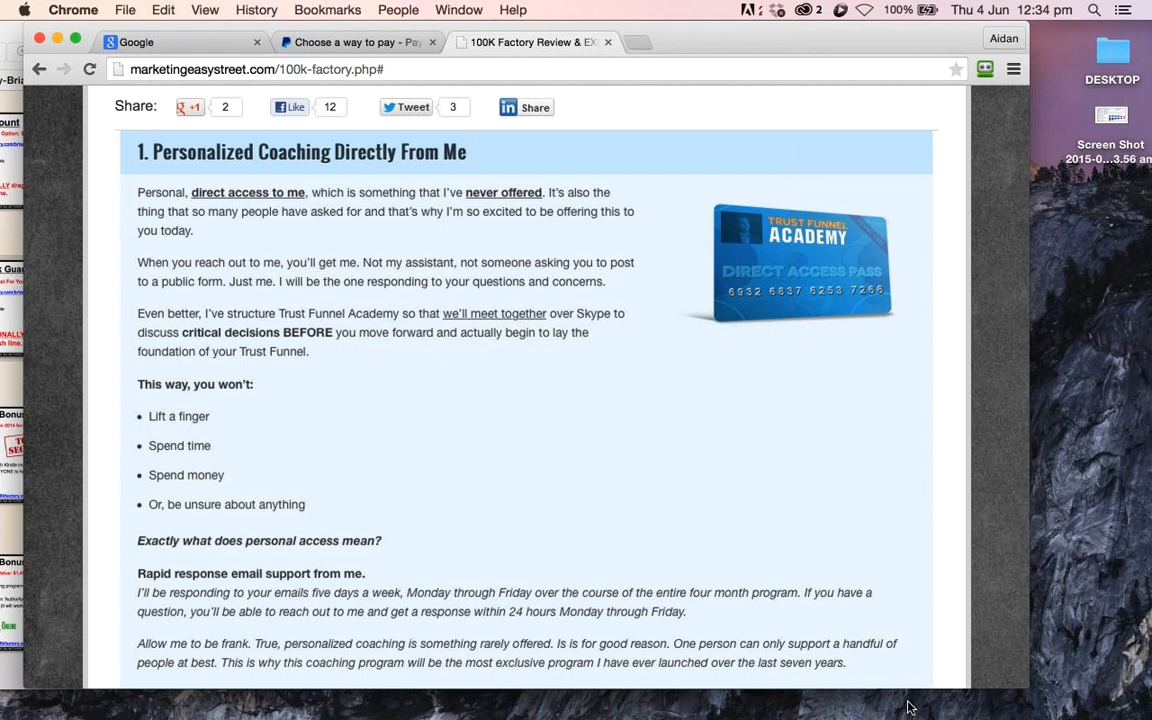 Chrome File Edit View History Bookmarks People Window Help 2 2 100% Thu 4 Jun 12:34 pm
Google Choose a way to pay - Pay 100K Factory Review & EX Aidan
marketingeasystreet.com/100k-factory.php#
DESKTOP
Screen Shot
2015-0...3.56 am
Share: +1 2 Like 12 Tweet 3 Share
1. Personalized Coaching Directly From Me
Personal, direct access to me, which is something that I've never offered. It's also the
thing that so many people have asked for and that's why I'm so excited to be offering this to
you today.
When you reach out to me, you'll get me. Not my assistant, not someone asking you to post
to a public form. Just me. I will be the one responding to your questions and concerns.
Even better, I've structure Trust Funnel Academy so that we'll meet together over Skype to
discuss critical decisions BEFORE you move forward and actually begin to lay the
foundation of your Trust Funnel.
TRUST FUNNEL
ACADEMY
DIRECT ACCESS PASS
6932 6837 6253 7266
This way, you won't:
• Lift a finger
• Spend time
• Spend money
• Or, be unsure about anything
Exactly what does personal access mean?
Rapid response email support from me.
I'll be responding to your emails five days a week, Monday through Friday over the course of the entire four month program. If you have a
question, you'll be able to reach out to me and get a response within 24 hours Monday through Friday.
Allow me to be frank. True, personalized coaching is something rarely offered. Is is for good reason. One person can only support a handful of
people at best. This is why this coaching program will be the most exclusive program I have ever launched over the last seven years.